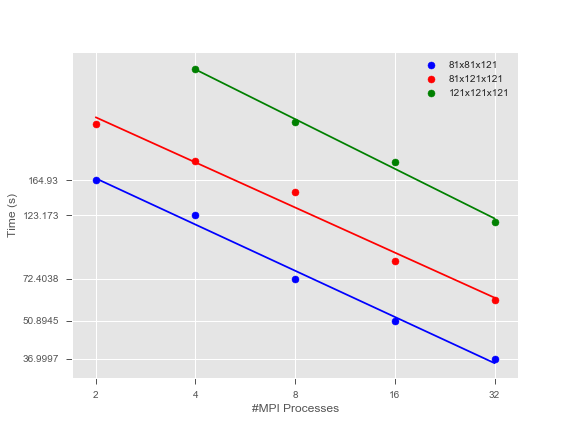 81x81x121
81x121x121
121x121x121
Time (s)
164.93
123.173
72.4038
50.8945
36.9997
2 4 8 16 32
#MPI Processes